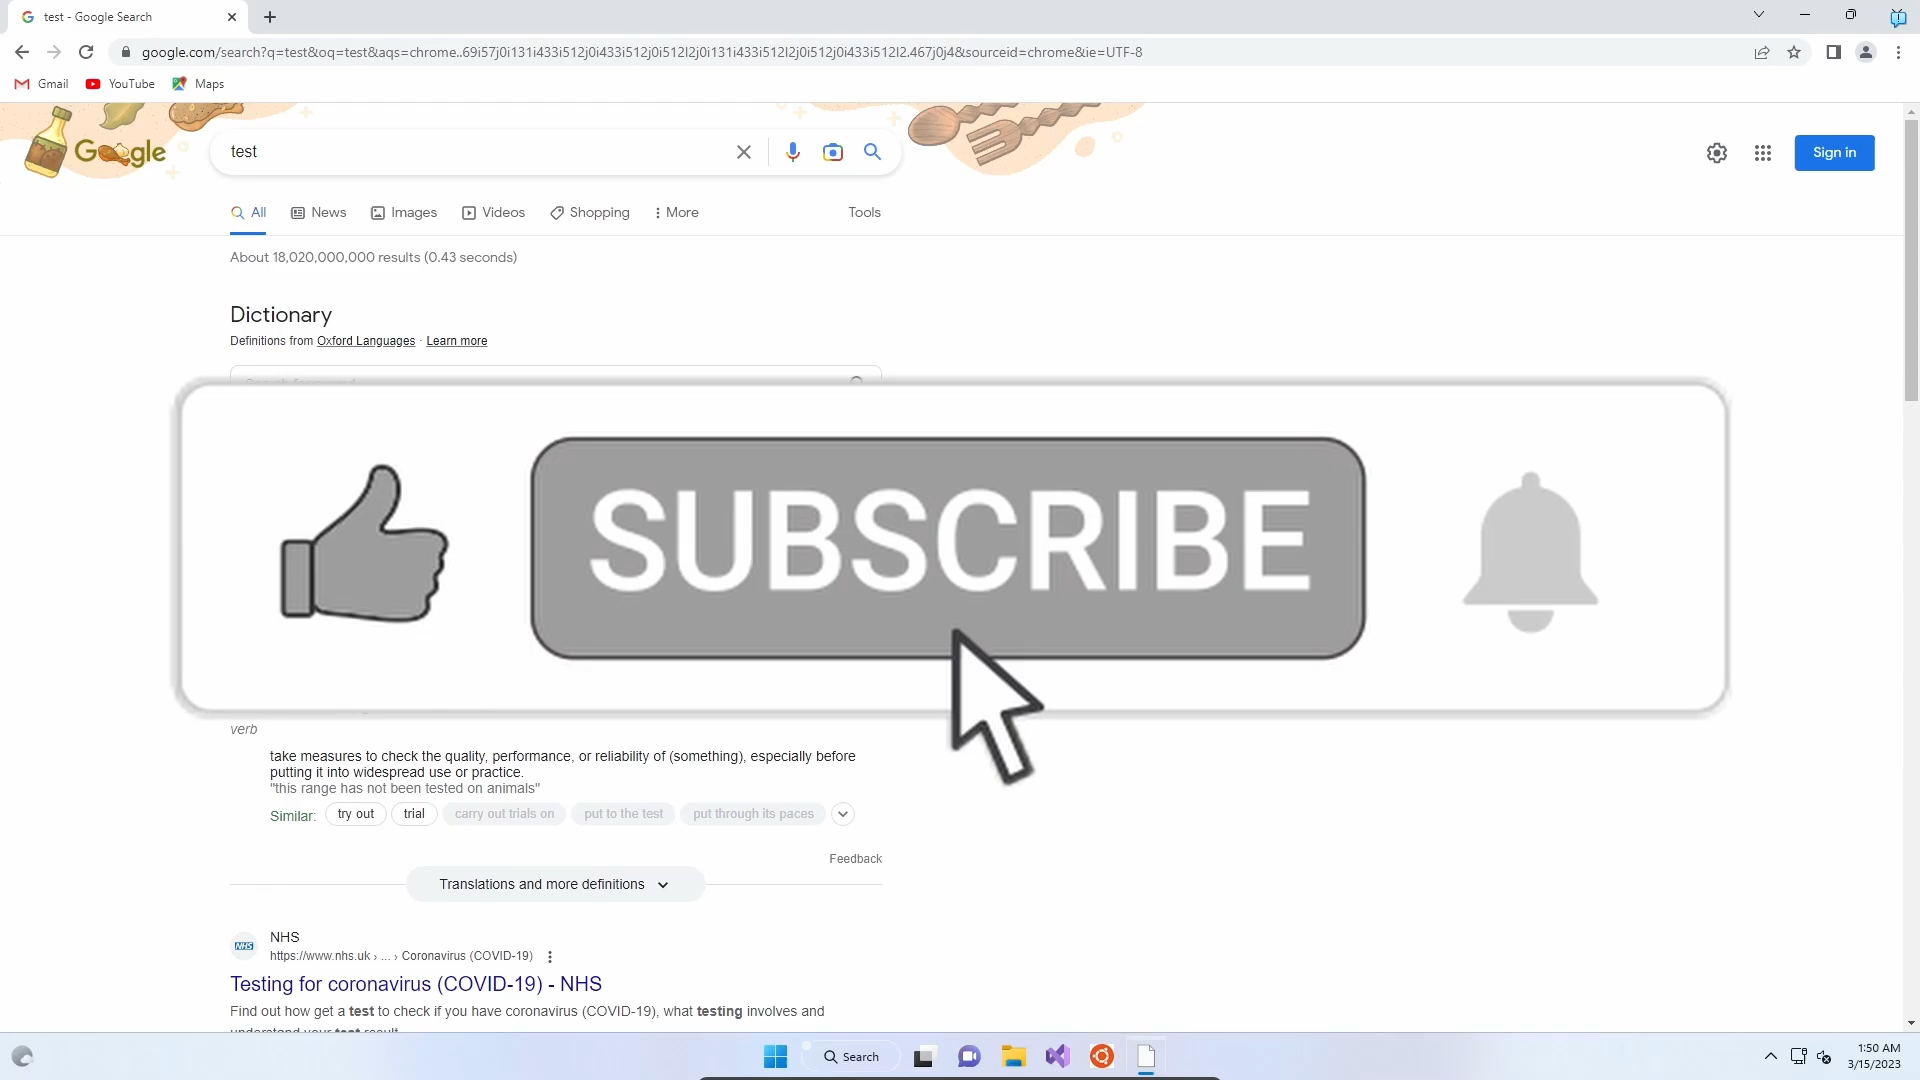 test - Google Search
google.com/search?q=test&oq=test&aqs=chrome..69i57j0i131i433i512j0i433i512j0i512l2j0i131i433i512l2j0i512j0i433i512l2.467j0j4&sourceid=chrome&ie=UTF-8
Gmail YouTube Maps
Google
test
Sign in
All News Images Videos Shopping More Tools
About 18,020,000,000 results (0.43 seconds)
Dictionary
Definitions from Oxford Languages · Learn more
SUBSCRIBE
verb
take measures to check the quality, performance, or reliability of (something), especially before
putting it into widespread use or practice.
"this range has not been tested on animals"
Similar: try out trial carry out trials on put to the test put through its paces
Feedback
Translations and more definitions
NHS
NHS
https://www.nhs.uk › ... › Coronavirus (COVID-19)
Testing for coronavirus (COVID-19) - NHS
Find out how get a test to check if you have coronavirus (COVID-19), what testing involves and
understand your test result.
Search
1:50 AM
3/15/2023